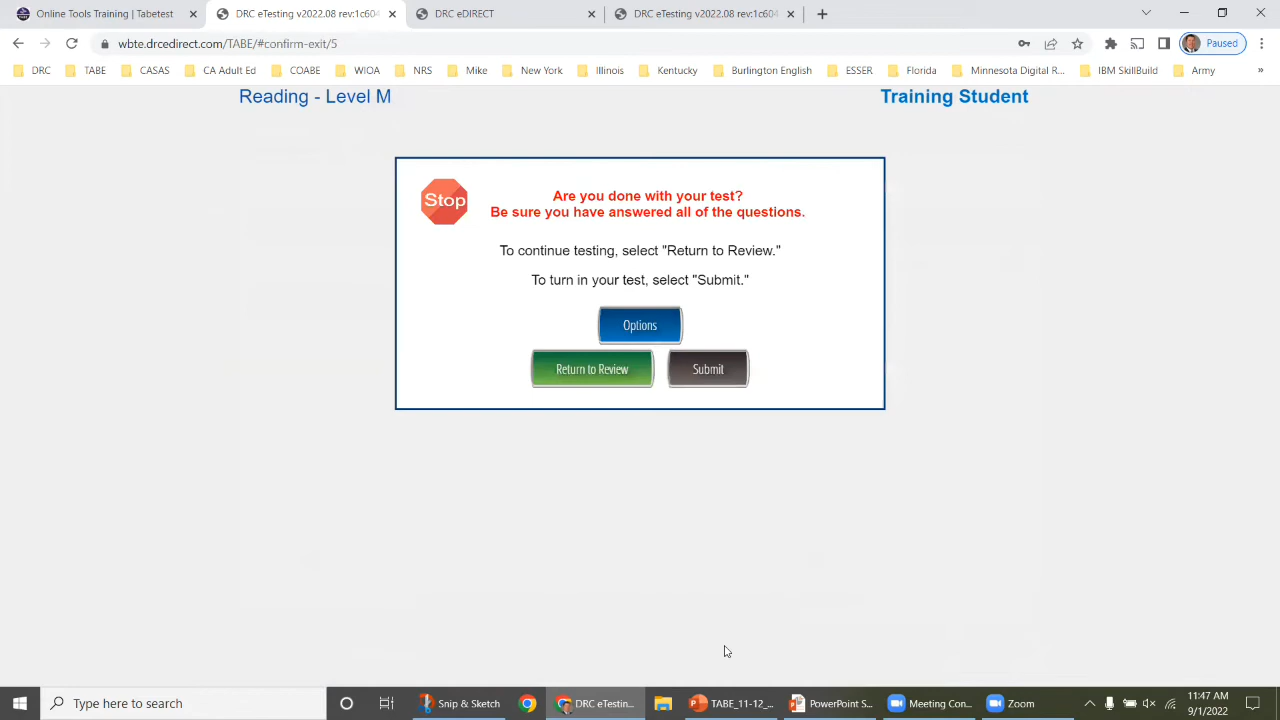 Online Tools Training | Tabetest
DRC eTesting v2022.08 rev:1c604
DRC eDIRECT
DRC eTesting v2022.08 rev:1c604
wbte.drcedirect.com/TABE/#confirm-exit/5
Paused
DRC
TABE
CASAS
CA Adult Ed
COABE
WIOA
NRS
Mike
New York
Illinois
Kentucky
Burlington English
ESSER
Florida
Minnesota Digital R...
IBM SkillBuild
Army
»
Reading - Level M
Training Student
Stop
Are you done with your test?
Be sure you have answered all of the questions.
To continue testing, select "Return to Review."
To turn in your test, select "Submit."
Options
Return to Review
Submit
Type here to search
Snip & Sketch
DRC eTestin...
TABE_11-12_...
PowerPoint S...
Meeting Con...
Zoom
11:47 AM
9/1/2022